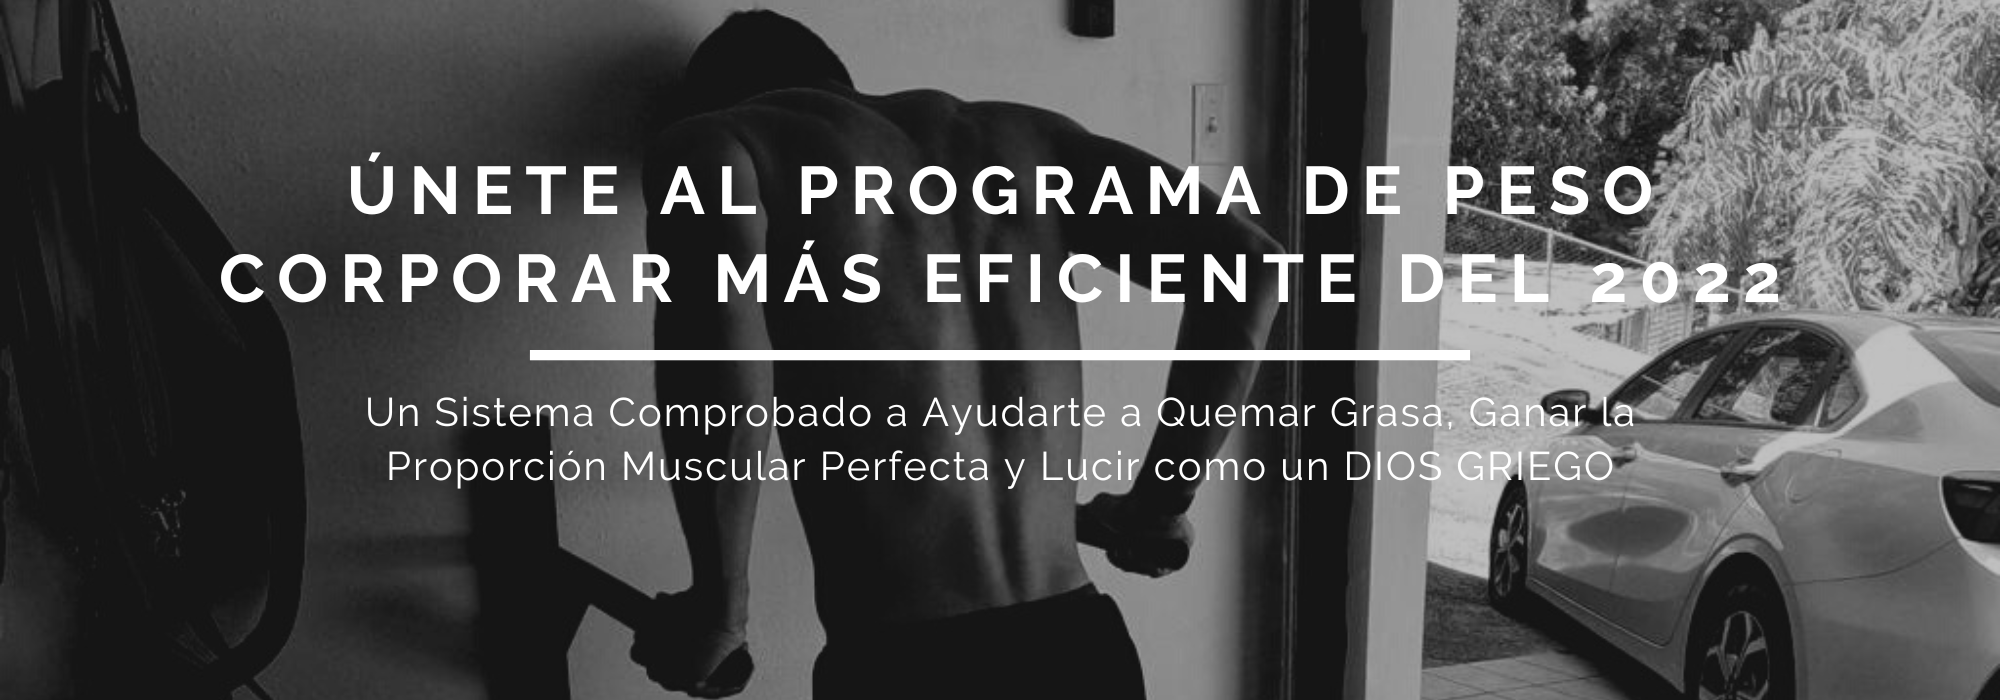 ÚNETE AL PROGRAMA DE PESO
CORPORAR MÁS EFICIENTE DEL 2022
Un Sistema Comprobado a Ayudarte a Quemar Grasa, Ganar la
Proporción Muscular Perfecta y Lucir como un DIOS GRIEGO